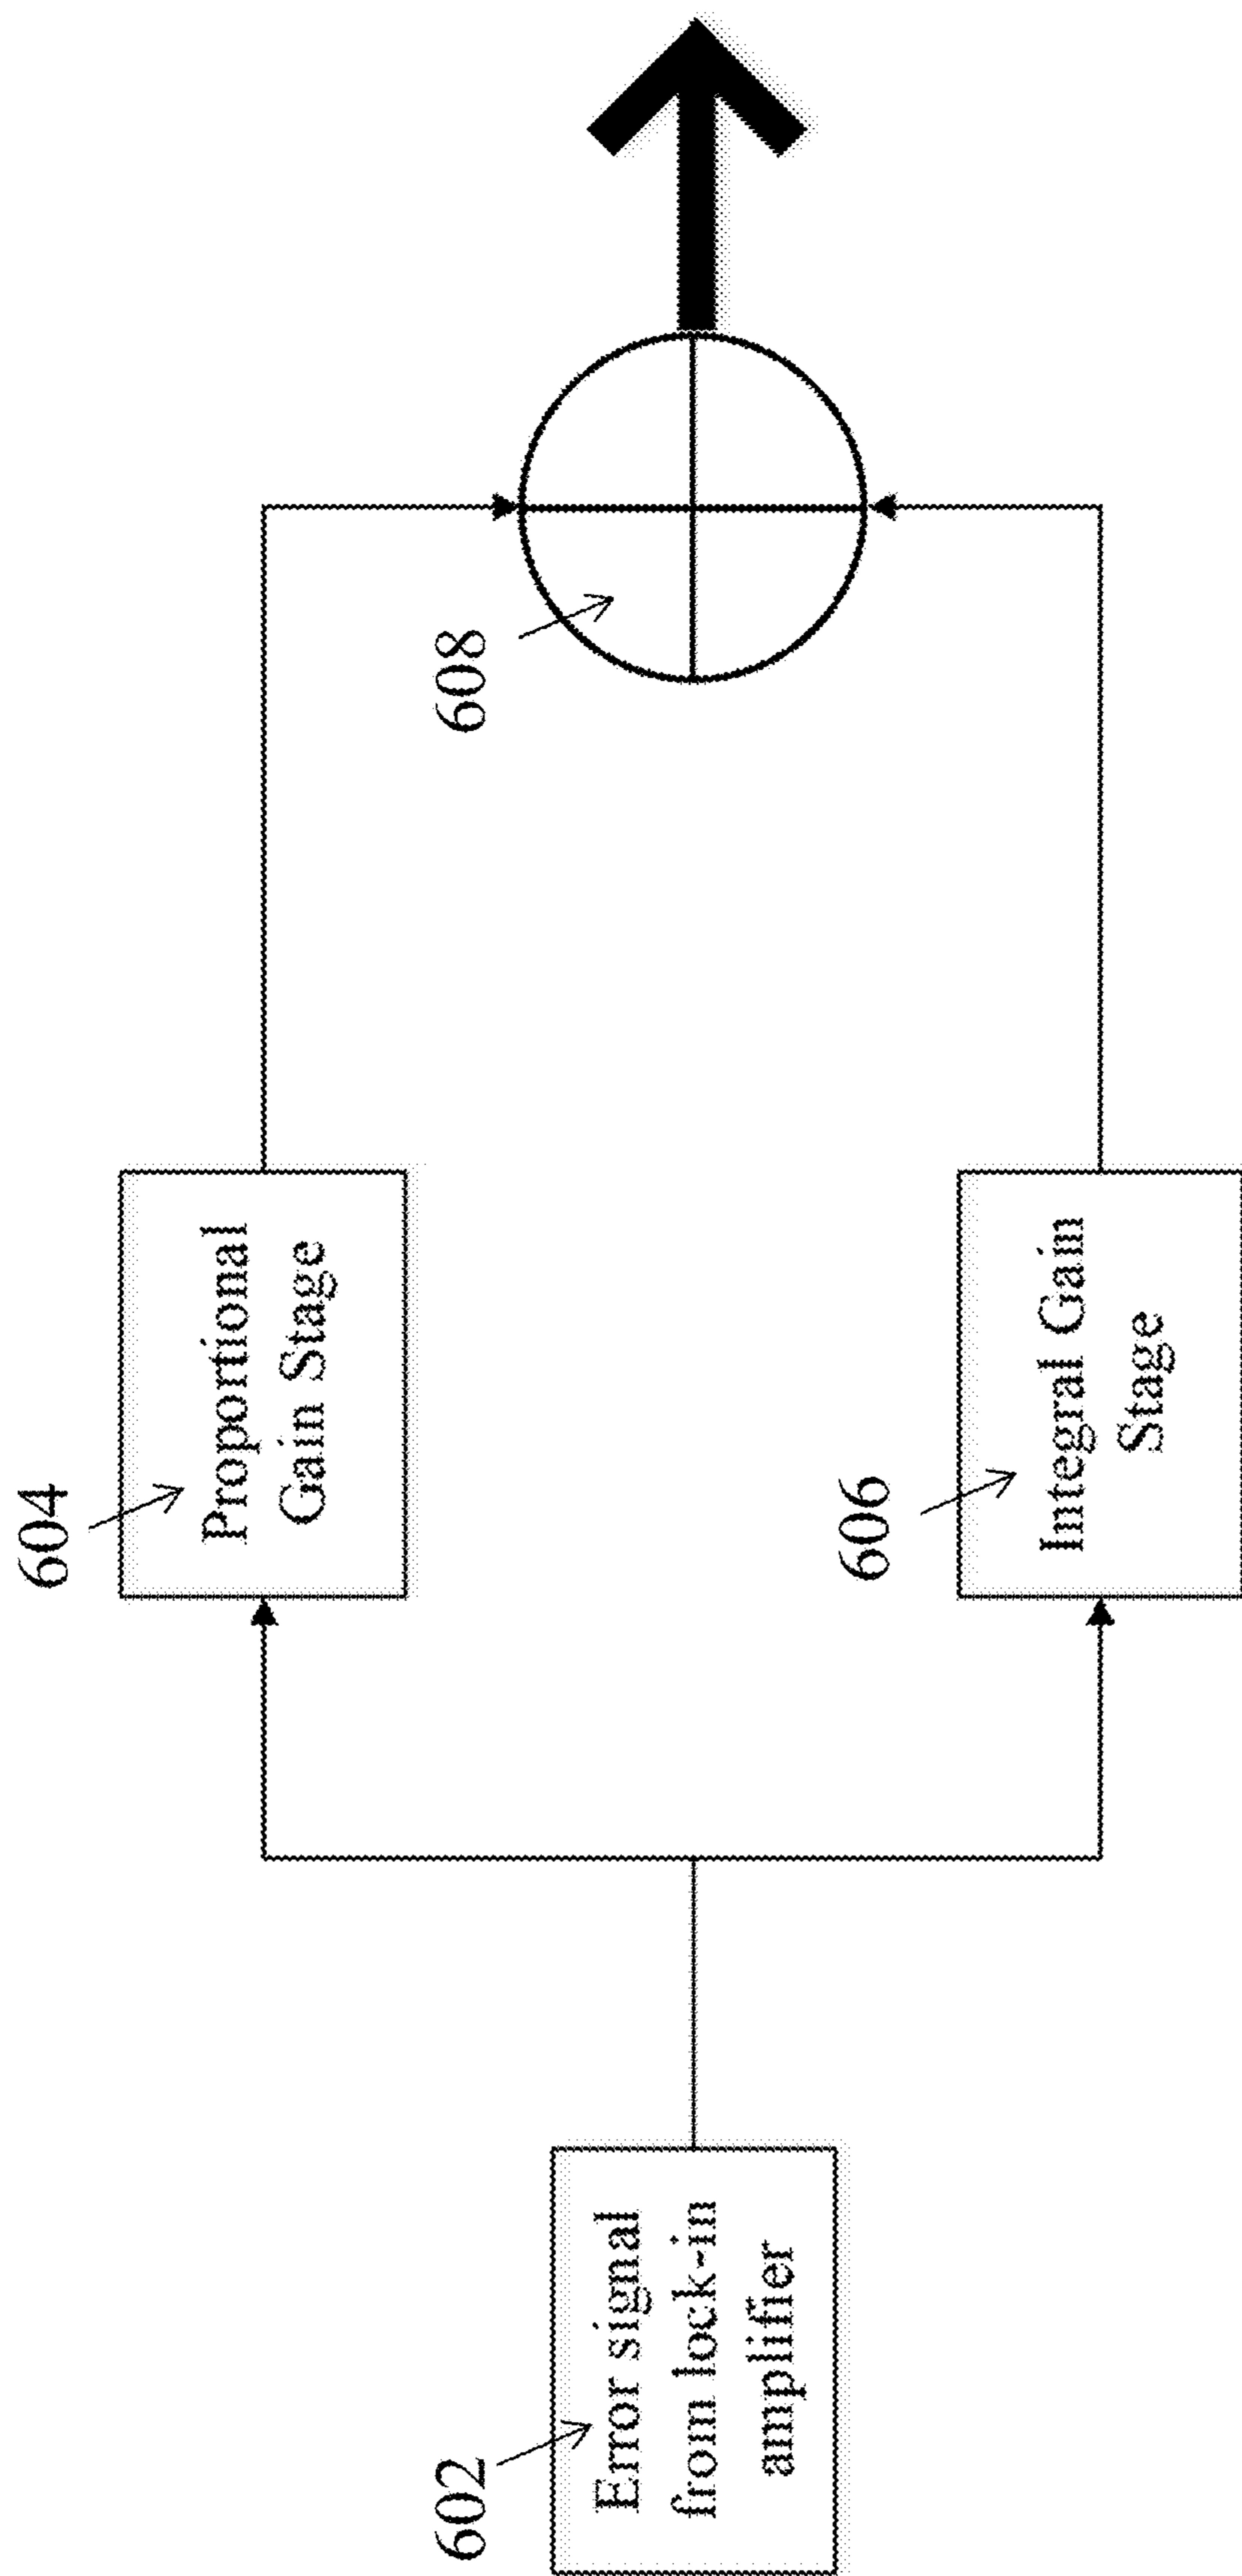 602
Error signal
from lock-in
amplifier
604
Proportional
Gain Stage
606
Integral Gain
Stage
608